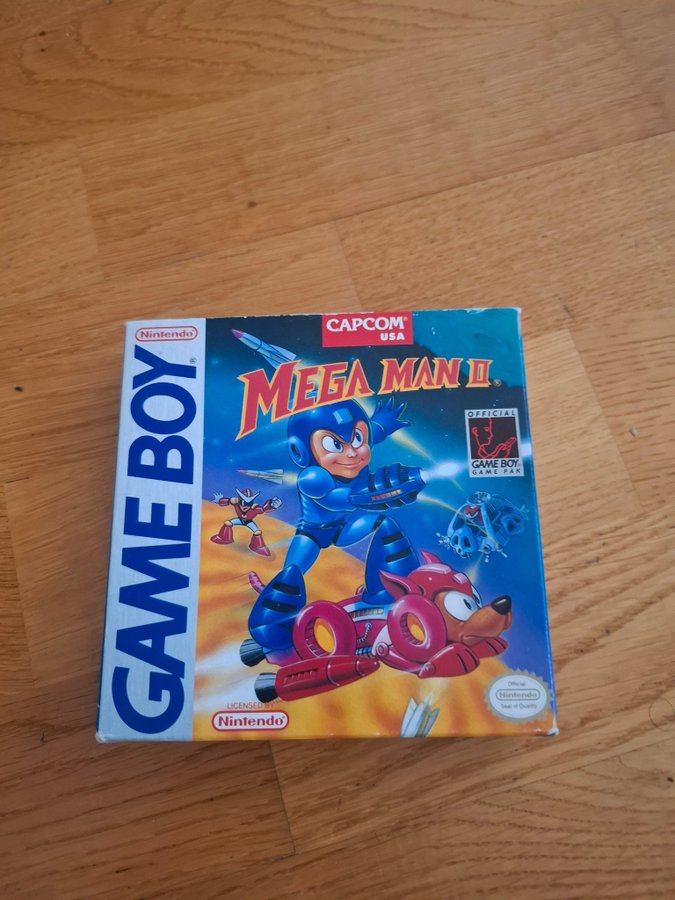 Nintendo
GAME BOY®
CAPCOM®
USA
MEGA MAN II®
OFFICIAL
GAME BOY
GAME PAK
LICENSED BY
Nintendo
Official
Nintendo
Seal of Quality